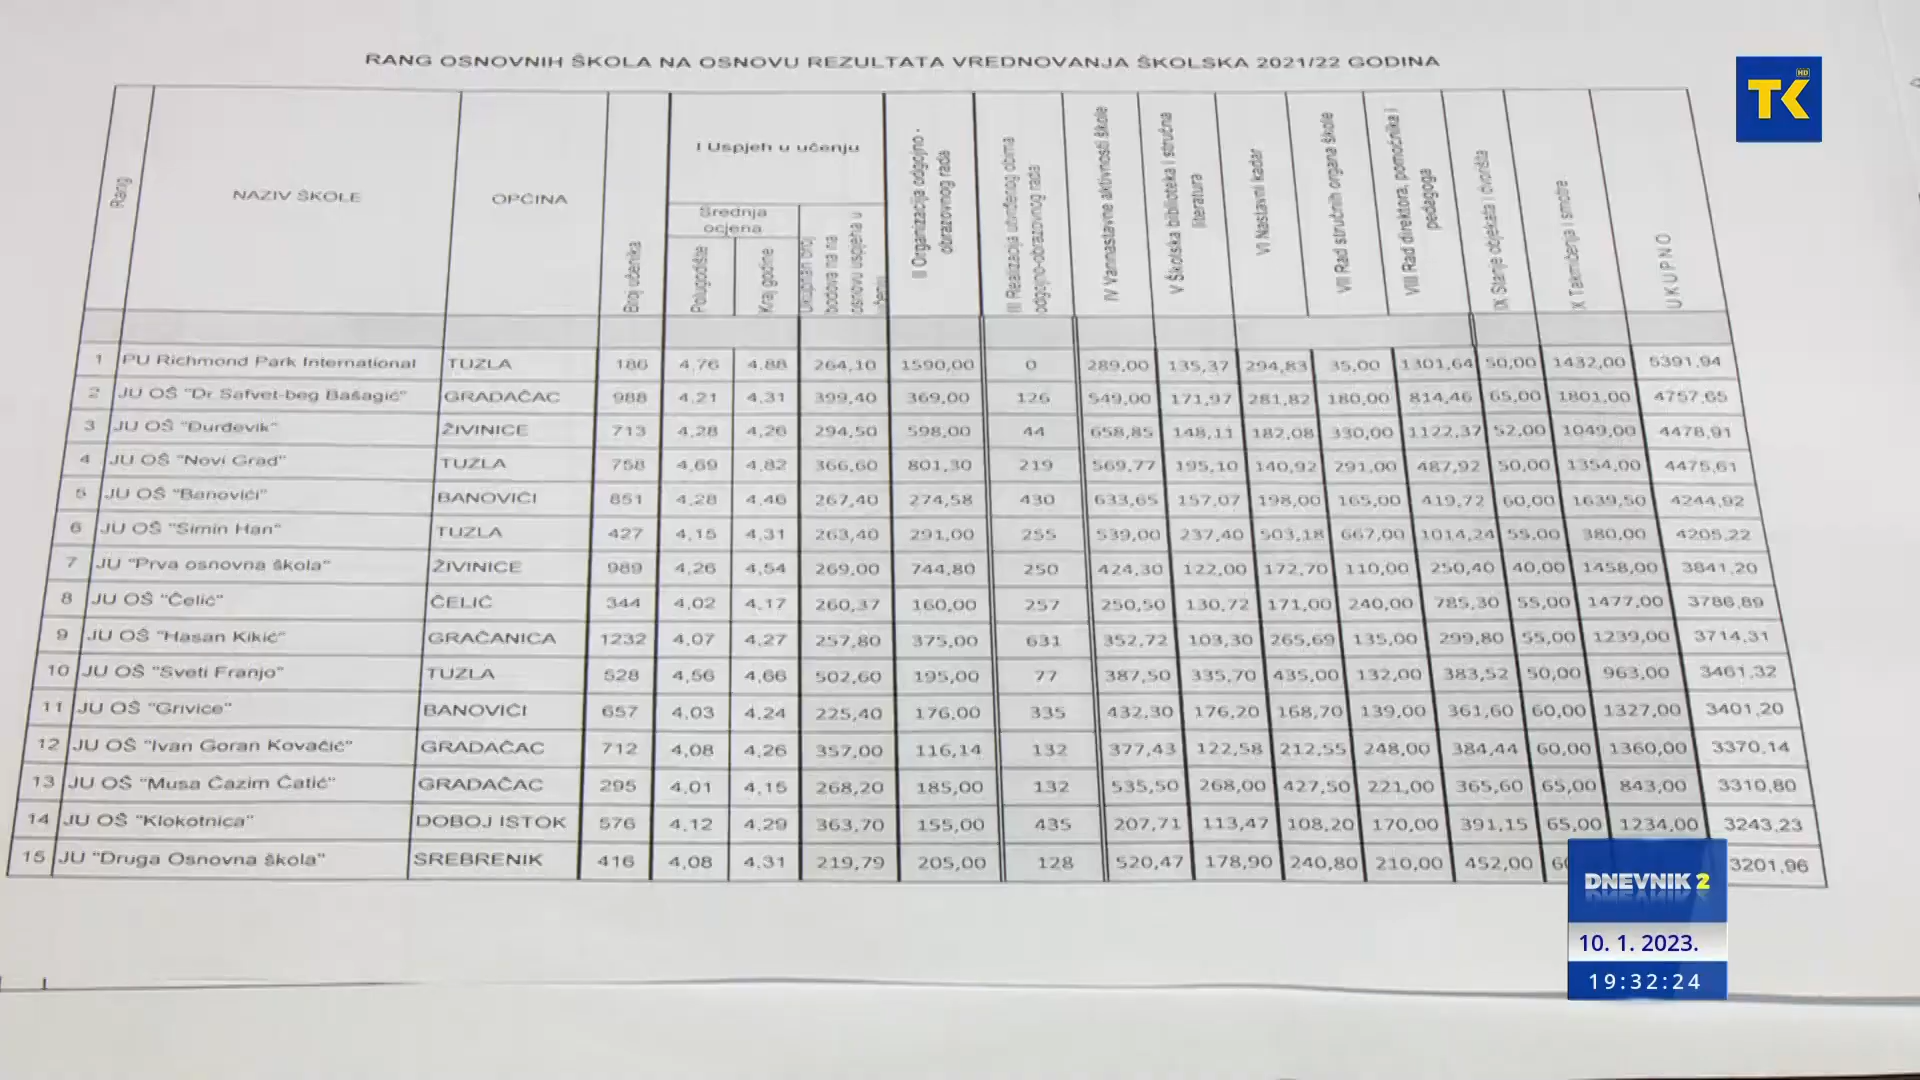 RANG OSNOVNIH ŠKOLA NA OSNOVU REZULTATA VREDNOVANJA ŠKOLSKA 2021/22 GODINA
TK HD
Rang
NAZIV ŠKOLE
OPĆINA
Broj učenika
I Uspjeh u učenju
Srednja ocjena
Polugodište
Kraj godine
Ukupnan broj bodova na na osnovu uspjeha u učenju
II Organizacija odgojno - obrazovnog rada
III Realizacija utvrđenog obima odgojno-obrazovnog rada
IV Vannastavne aktivnosti škole
V Školska biblioteka i stručna literatura
VI Nastavni kadar
VII Rad stručnih organa škole
VIII Rad direktora, pomoćnika i pedagoga
IX Stanje objekata i dvorišta
X Takmičenja i smotre
UKUPNO
1 PU Richmond Park International TUZLA 186 4,76 4,88 264,10 1590,00 0 289,00 135,37 294,83 35,00 1301,64 50,00 1432,00 5391,94
2 JU OŠ "Dr Safvet-beg Bašagić" GRADAČAC 988 4,21 4,31 399,40 369,00 126 549,00 171,97 281,82 180,00 814,46 65,00 1801,00 4757,65
3 JU OŠ "Đurđevik" ŽIVINICE 713 4,28 4,26 294,50 598,00 44 658,85 148,11 182,08 330,00 1122,37 52,00 1049,00 4478,91
4 JU OŠ "Novi Grad" TUZLA 758 4,69 4,82 366,60 801,30 219 569,77 195,10 140,92 291,00 487,92 50,00 1354,00 4475,61
5 JU OŠ "Banovići" BANOVIĆI 851 4,28 4,46 267,40 274,58 430 633,65 157,07 198,00 165,00 419,72 60,00 1639,50 4244,92
6 JU OŠ "Simin Han" TUZLA 427 4,15 4,31 263,40 291,00 255 539,00 237,40 503,18 667,00 1014,24 55,00 380,00 4205,22
7 JU "Prva osnovna škola" ŽIVINICE 989 4,26 4,54 269,00 744,80 250 424,30 122,00 172,70 110,00 250,40 40,00 1458,00 3841,20
8 JU OŠ "Čelić" ČELIĆ 344 4,02 4,17 260,37 160,00 257 250,50 130,72 171,00 240,00 785,30 55,00 1477,00 3786,89
9 JU OŠ "Hasan Kikić" GRAČANICA 1232 4,07 4,27 257,80 375,00 631 352,72 103,30 265,69 135,00 299,80 55,00 1239,00 3714,31
10 JU OŠ "Sveti Franjo" TUZLA 528 4,56 4,66 502,60 195,00 77 387,50 335,70 435,00 132,00 383,52 50,00 963,00 3461,32
11 JU OŠ "Grivice" BANOVIĆI 657 4,03 4,24 225,40 176,00 335 432,30 176,20 168,70 139,00 361,60 60,00 1327,00 3401,20
12 JU OŠ "Ivan Goran Kovačić" GRADAČAC 712 4,08 4,26 357,00 116,14 132 377,43 122,58 212,55 248,00 384,44 60,00 1360,00 3370,14
13 JU OŠ "Musa Ćazim Ćatić" GRADAČAC 295 4,01 4,15 268,20 185,00 132 535,50 268,00 427,50 221,00 365,60 65,00 843,00 3310,80
14 JU OŠ "Klokotnica" DOBOJ ISTOK 576 4,12 4,29 363,70 155,00 435 207,71 113,47 108,20 170,00 391,15 65,00 1234,00 3243,23
15 JU "Druga Osnovna škola" SREBRENIK 416 4,08 4,31 219,79 205,00 128 520,47 178,90 240,80 210,00 452,00 3201,96
DNEVNIK 2
10. 1. 2023.
19:32:24